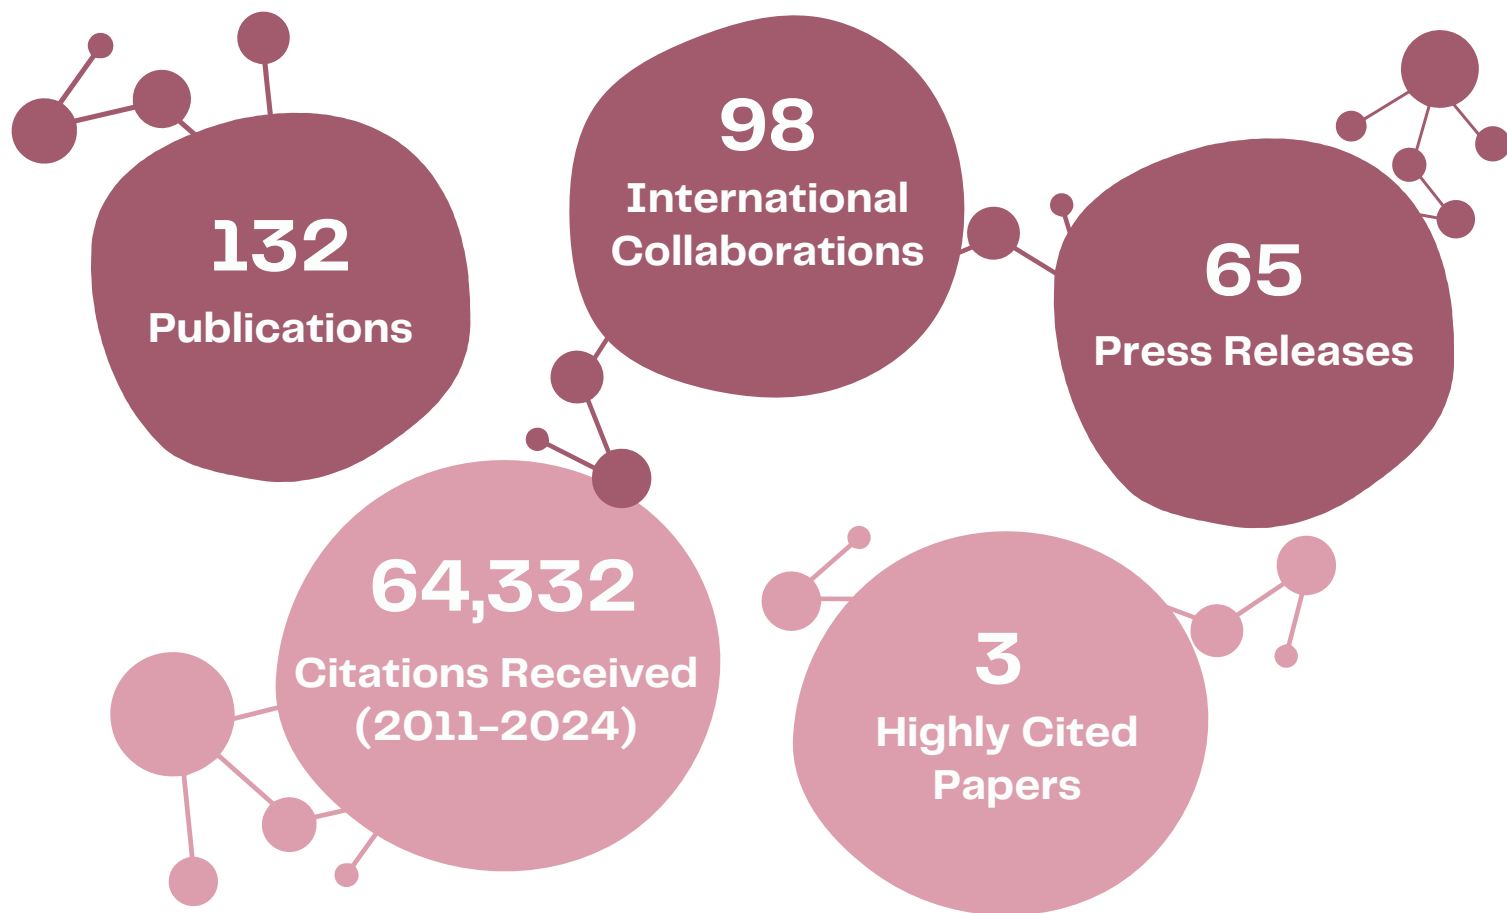 132
Publications
98
International
Collaborations
65
Press Releases
64,332
Citations Received
(2011-2024)
3
Highly Cited
Papers